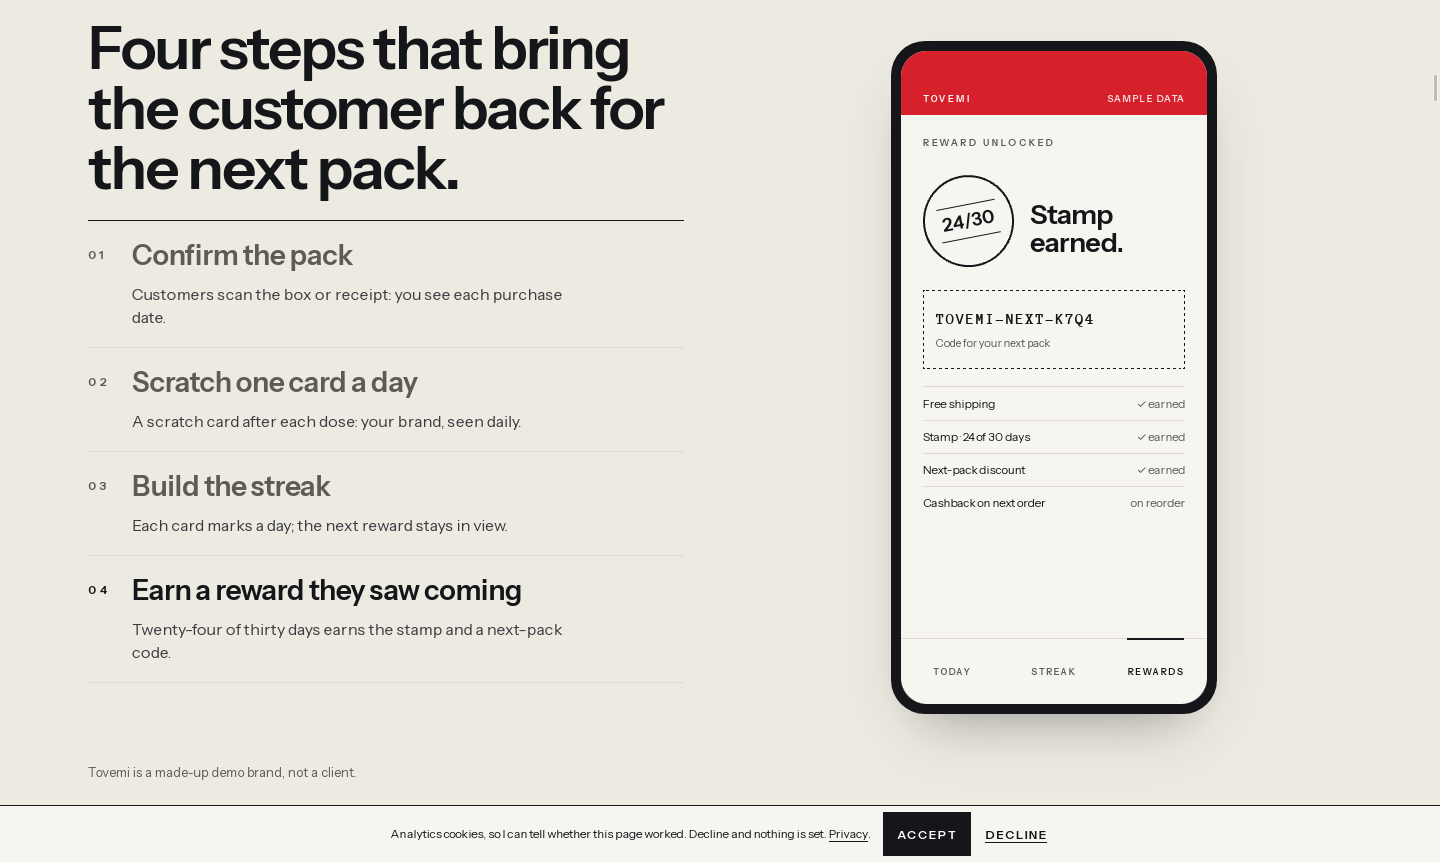 Four steps that bring
the customer back for
the next pack.
01 Confirm the pack
Customers scan the box or receipt: you see each purchase
date.
02 Scratch one card a day
A scratch card after each dose: your brand, seen daily.
03 Build the streak
Each card marks a day; the next reward stays in view.
04 Earn a reward they saw coming
Twenty-four of thirty days earns the stamp and a next-pack
code.
Tovemi is a made-up demo brand, not a client.
TOVEMI SAMPLE DATA
REWARD UNLOCKED
24/30
Stamp
earned.
TOVEMI-NEXT-K7Q4
Code for your next pack
Free shipping ✓ earned
Stamp · 24 of 30 days ✓ earned
Next-pack discount ✓ earned
Cashback on next order on reorder
TODAY STREAK REWARDS
Analytics cookies, so I can tell whether this page worked. Decline and nothing is set. Privacy. ACCEPT DECLINE